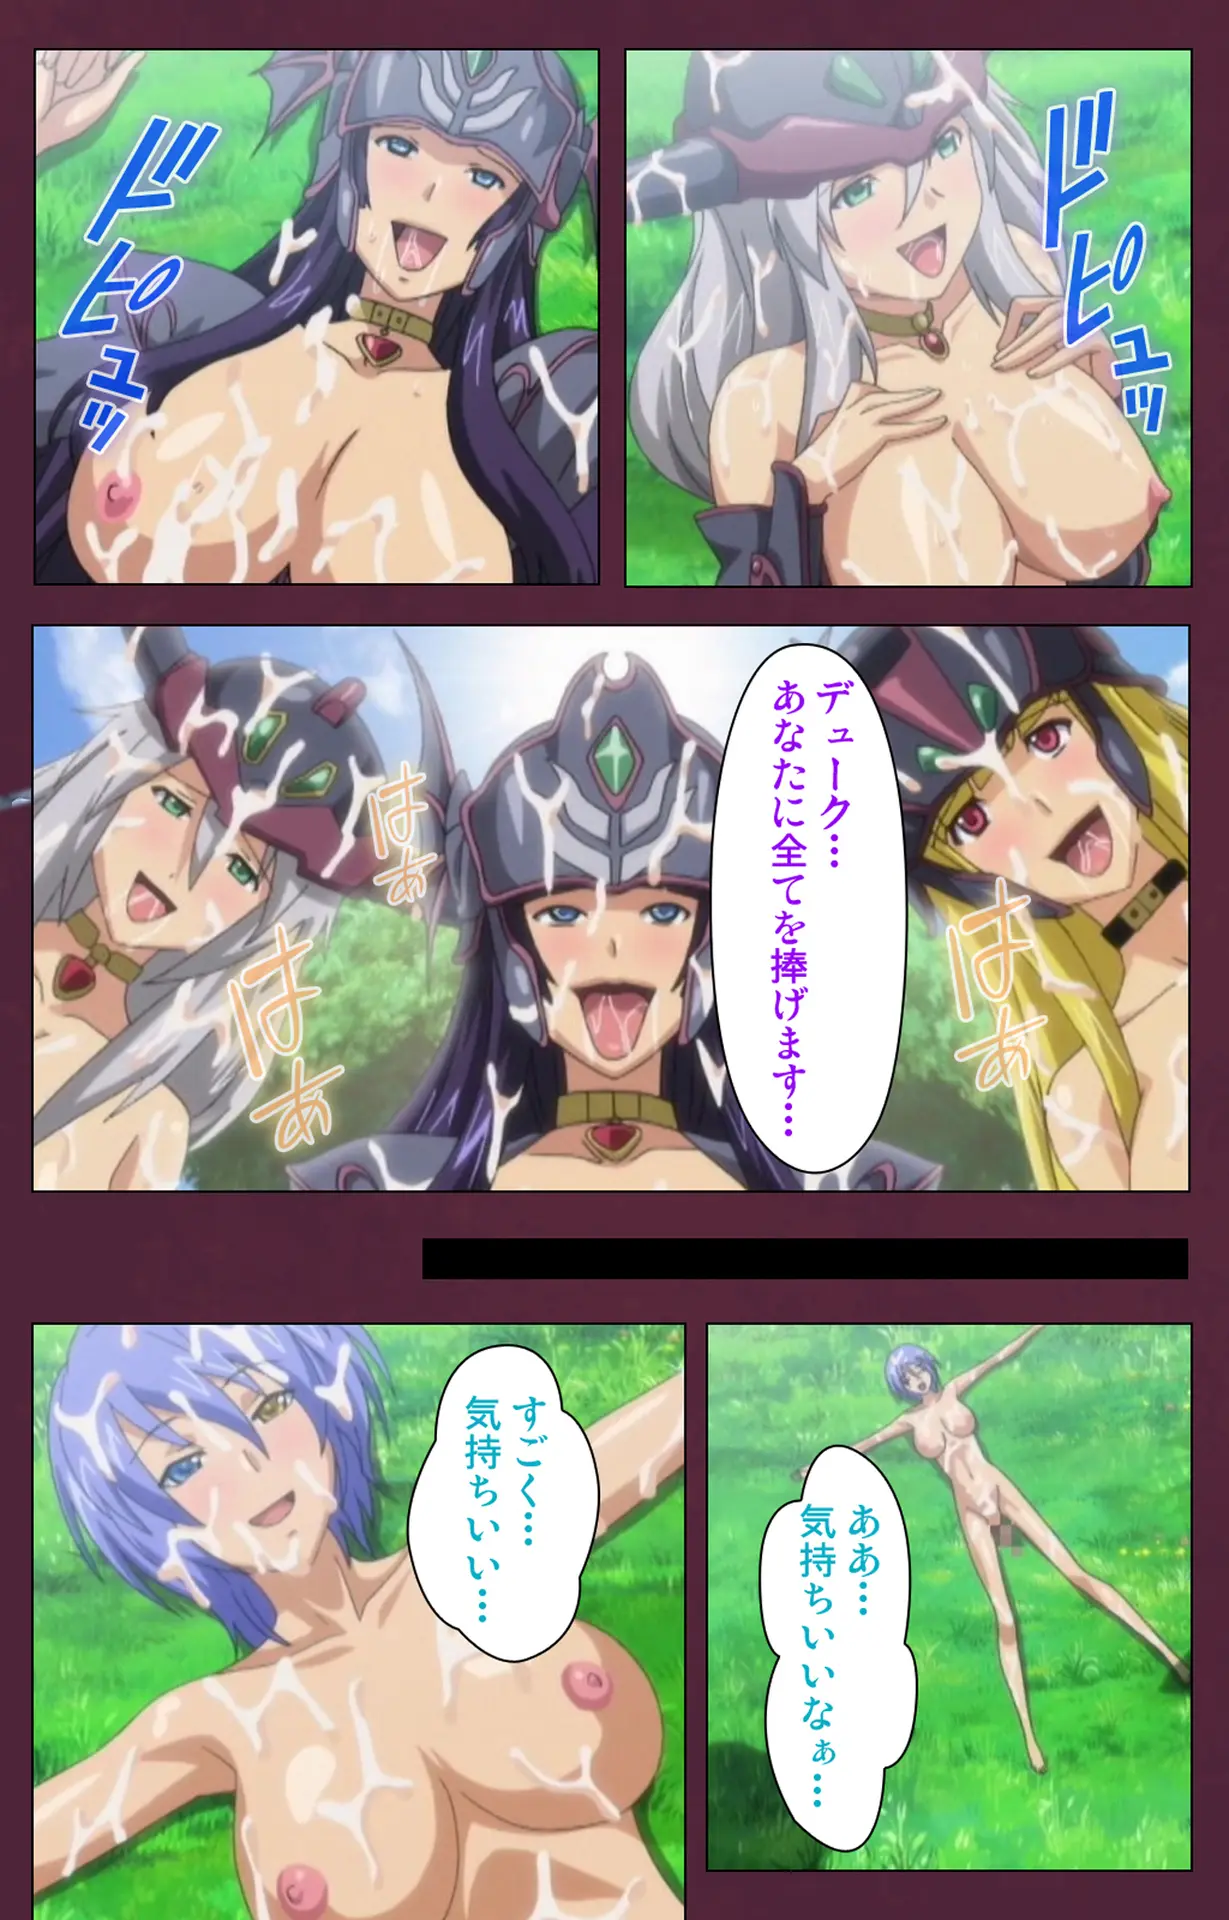 ドピュッ
ドピュッ
デューク…
あなたに全てを捧げます…
はぁ
はぁ
はぁ
ああ…
気持ちいいなぁ…
すごく…
気持ちいい…